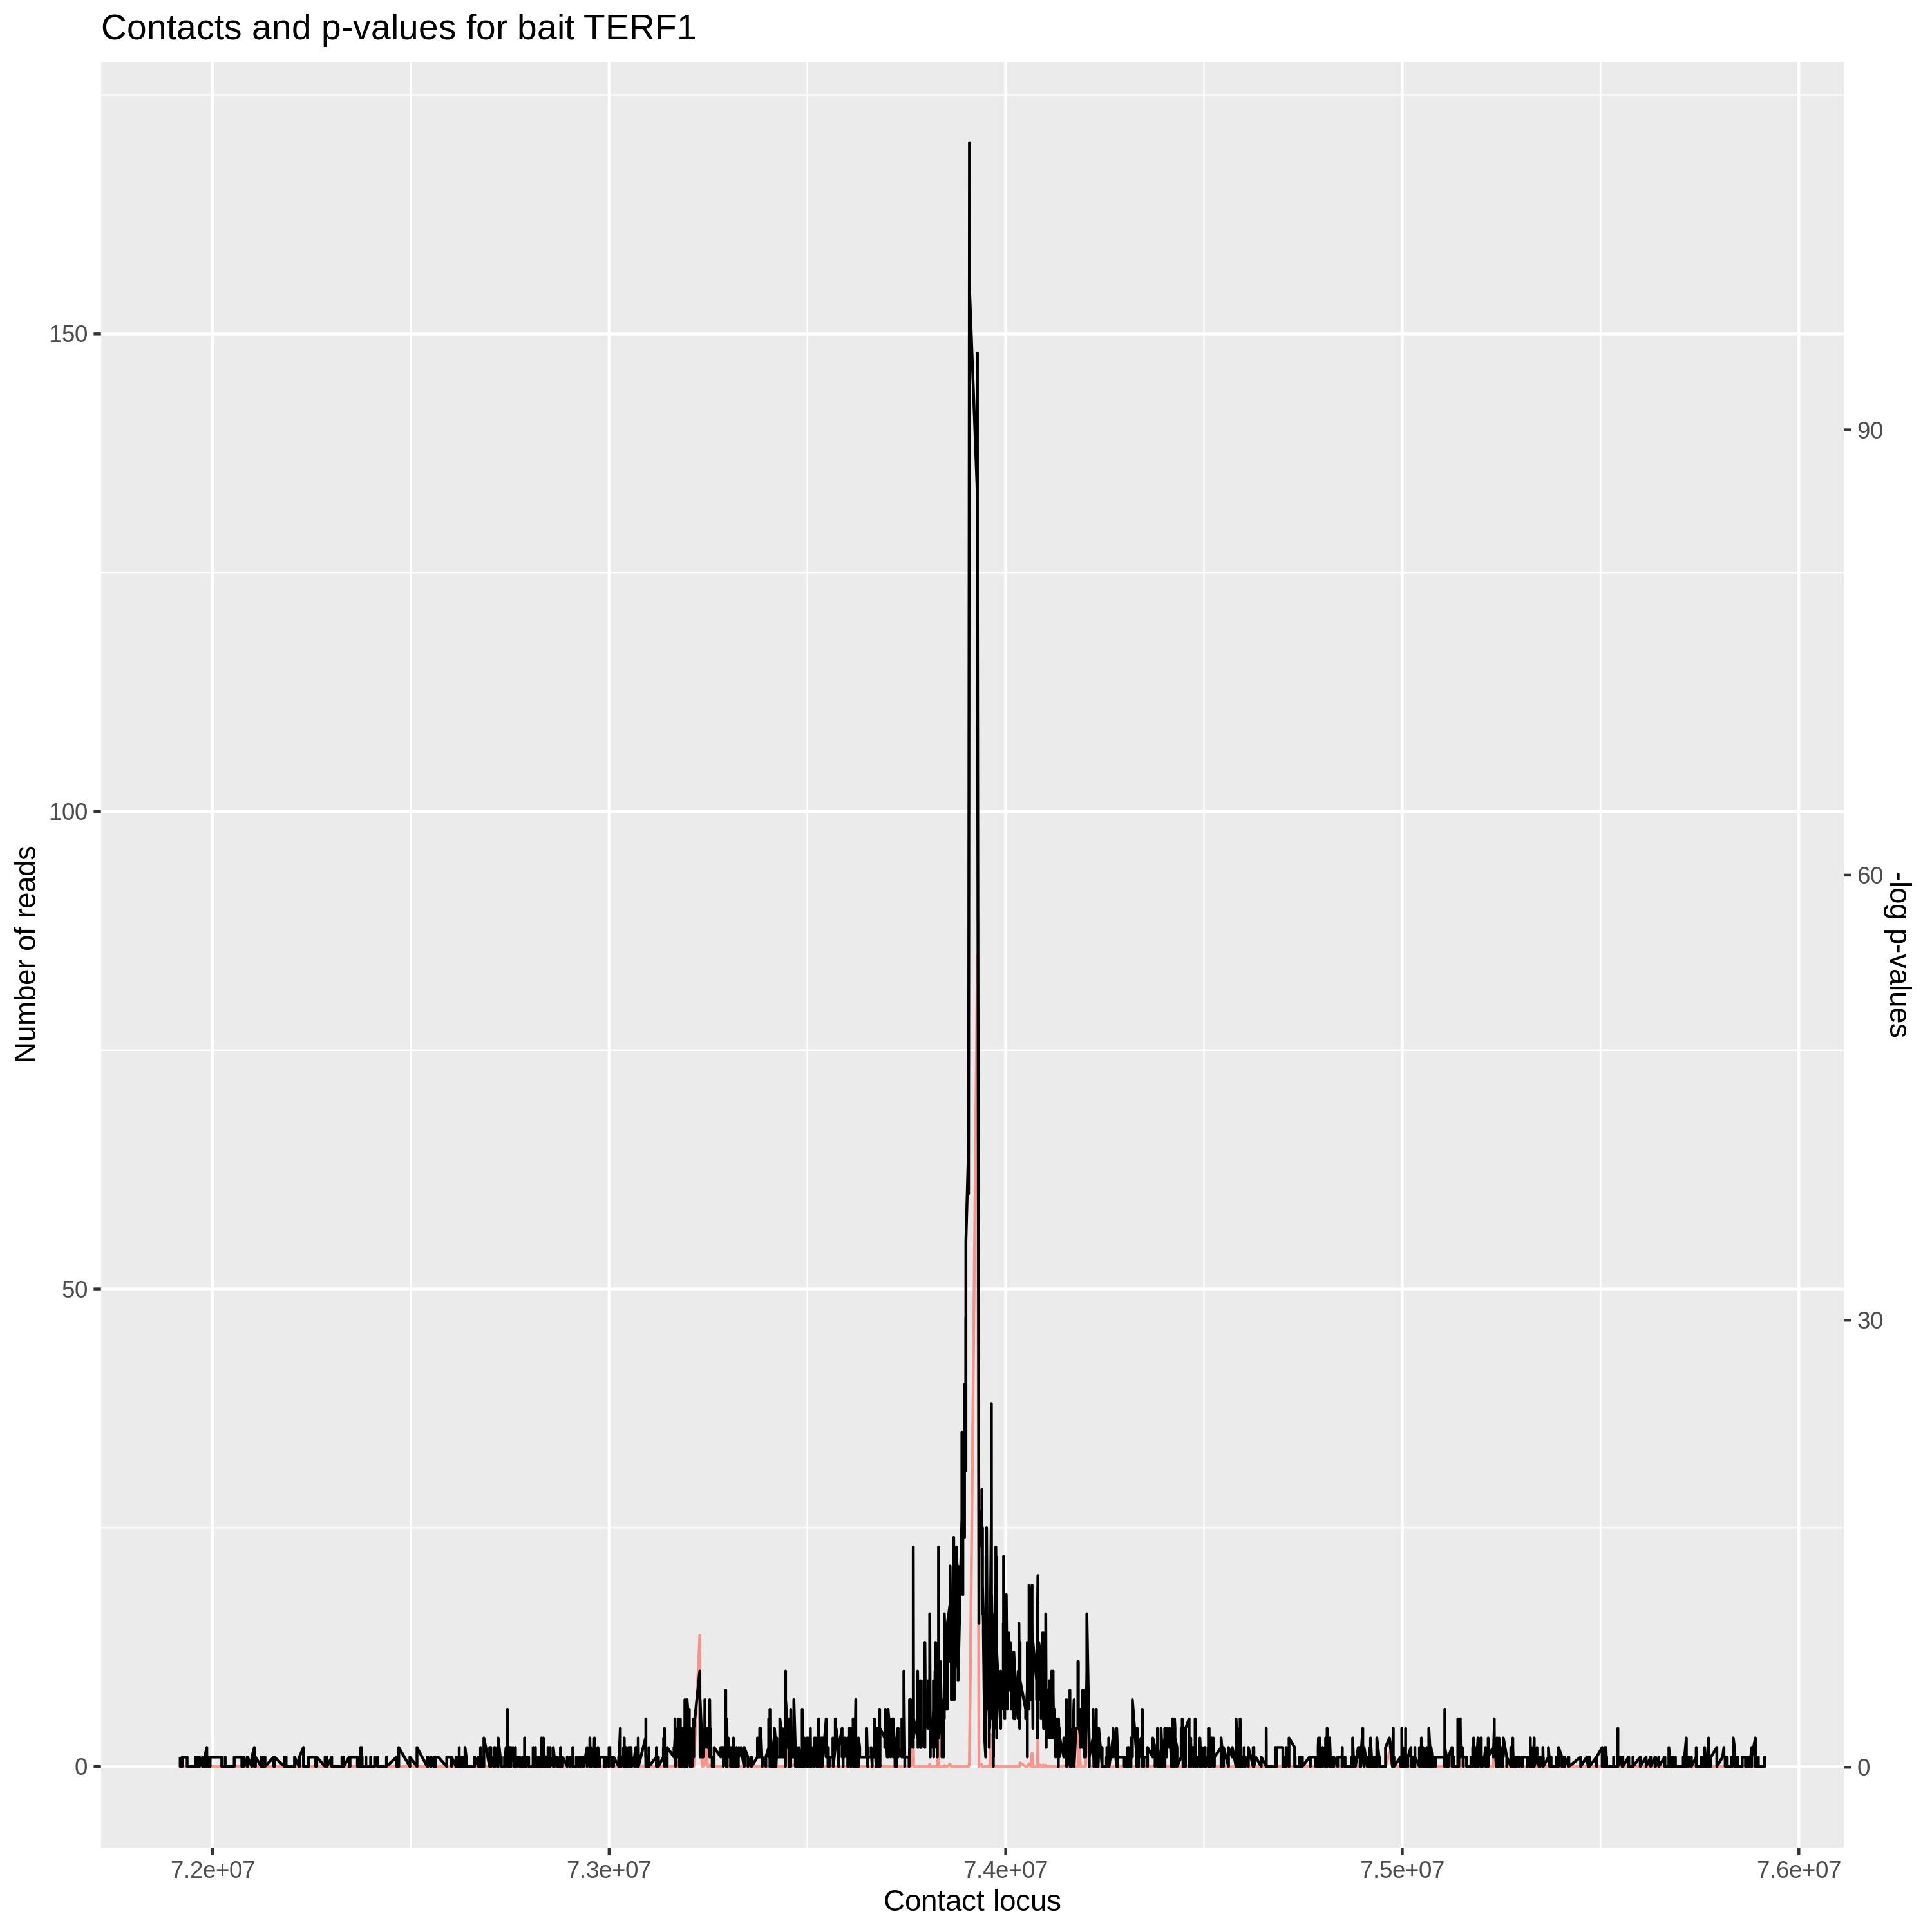 Contacts and p-values for bait TERF1
150
100
50
0
Number of reads
90
60
30
0
-log p-values
7.2e+07
7.3e+07
7.4e+07
7.5e+07
7.6e+07
Contact locus